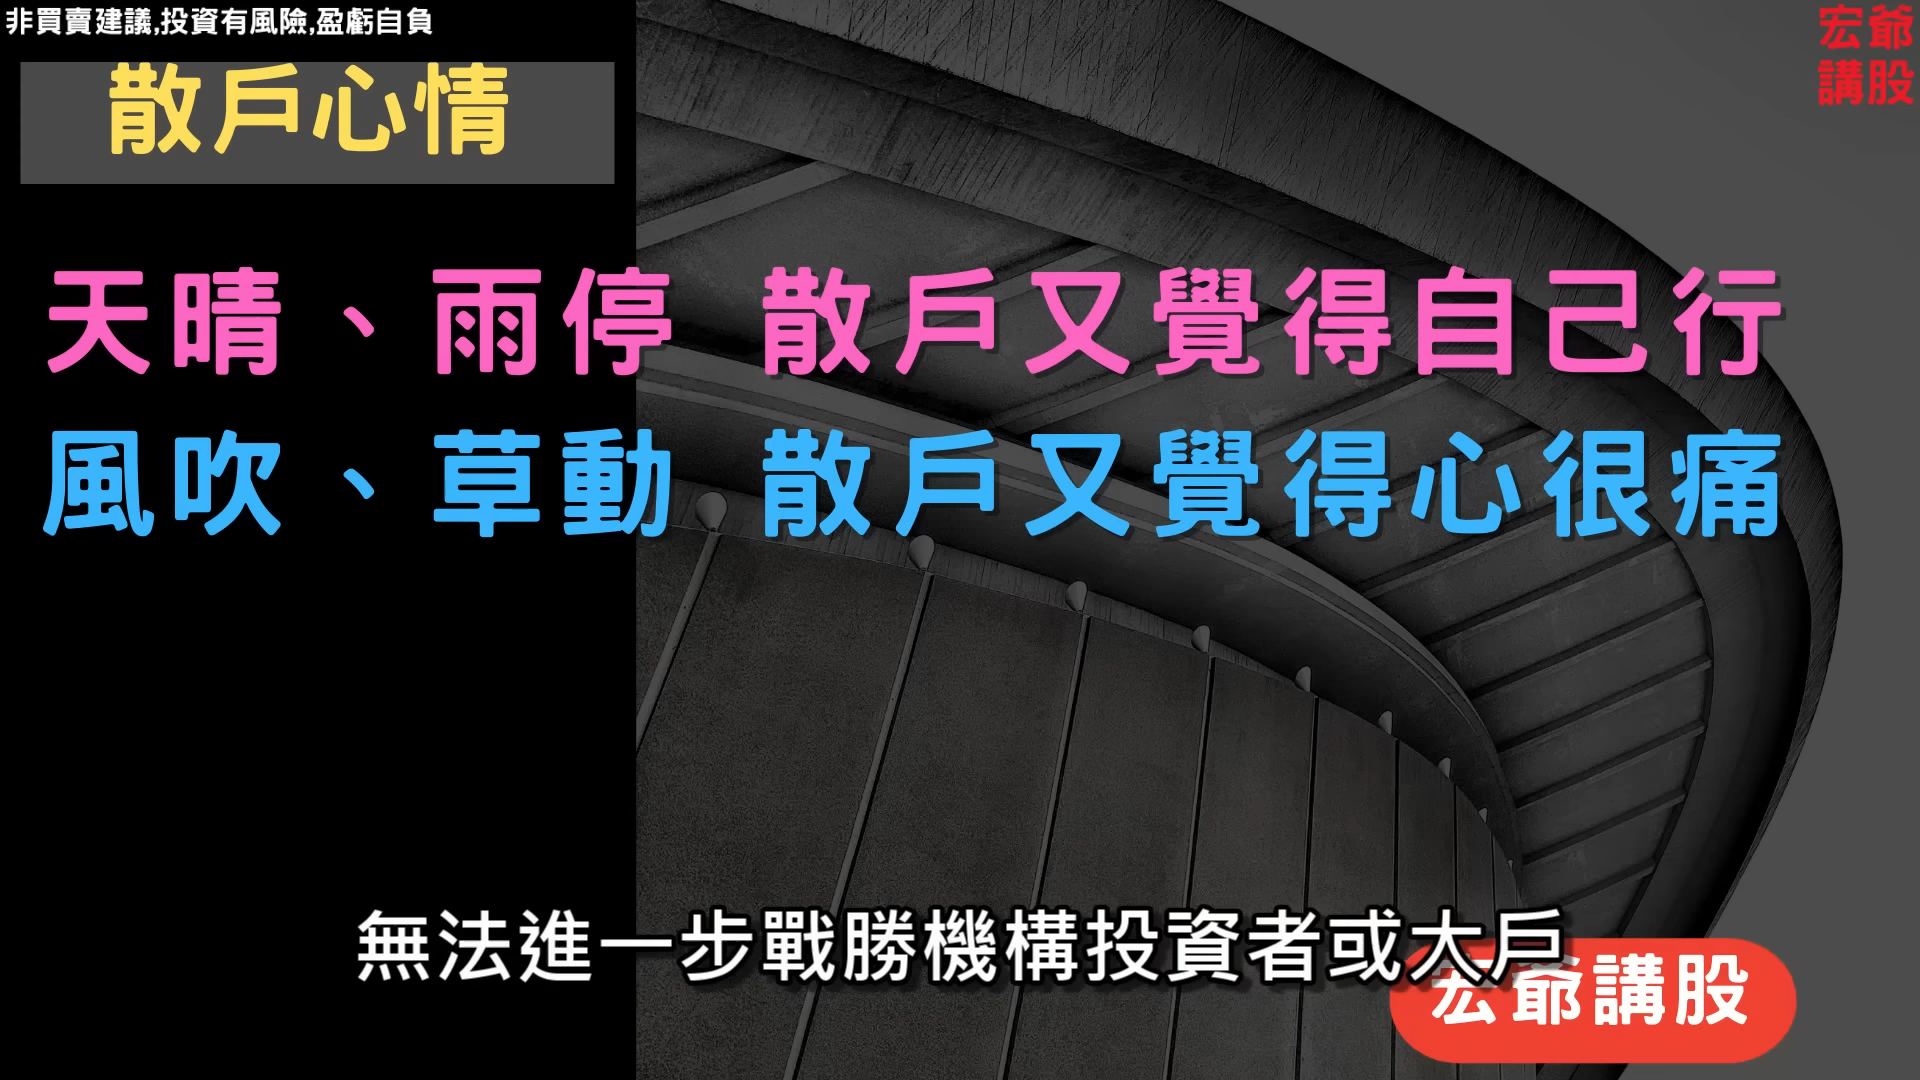 非買賣建議,投資有風險,盈虧自負
宏爺
講股
散戶心情
天晴、雨停 散戶又覺得自己行
風吹、草動 散戶又覺得心很痛
無法進一步戰勝機構投資者或大戶
宏爺講股